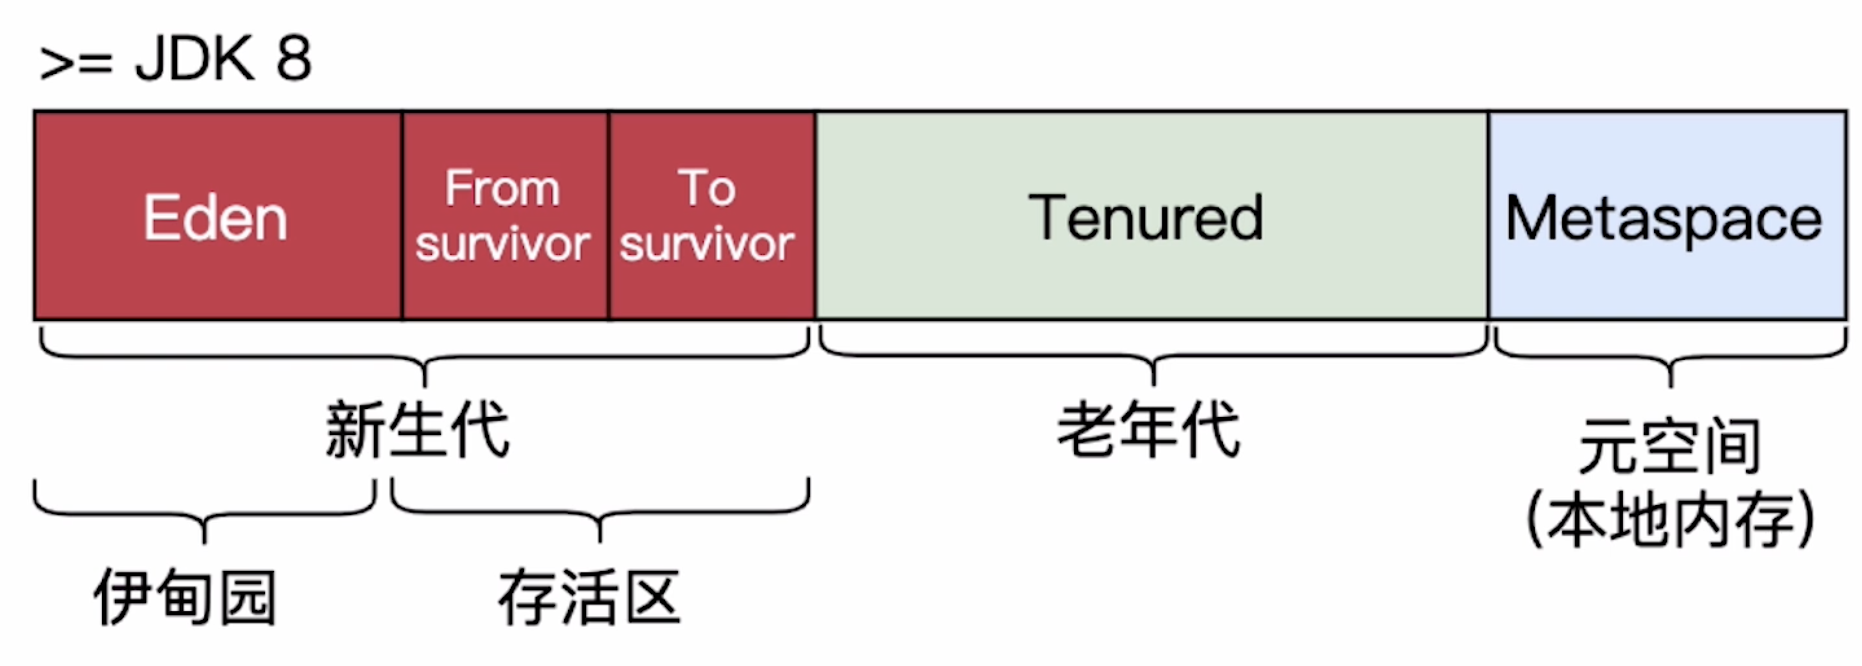 >= JDK 8
Eden
From
survivor
To
survivor
Tenured
Metaspace
新生代
老年代
元空间
(本地内存)
伊甸园
存活区